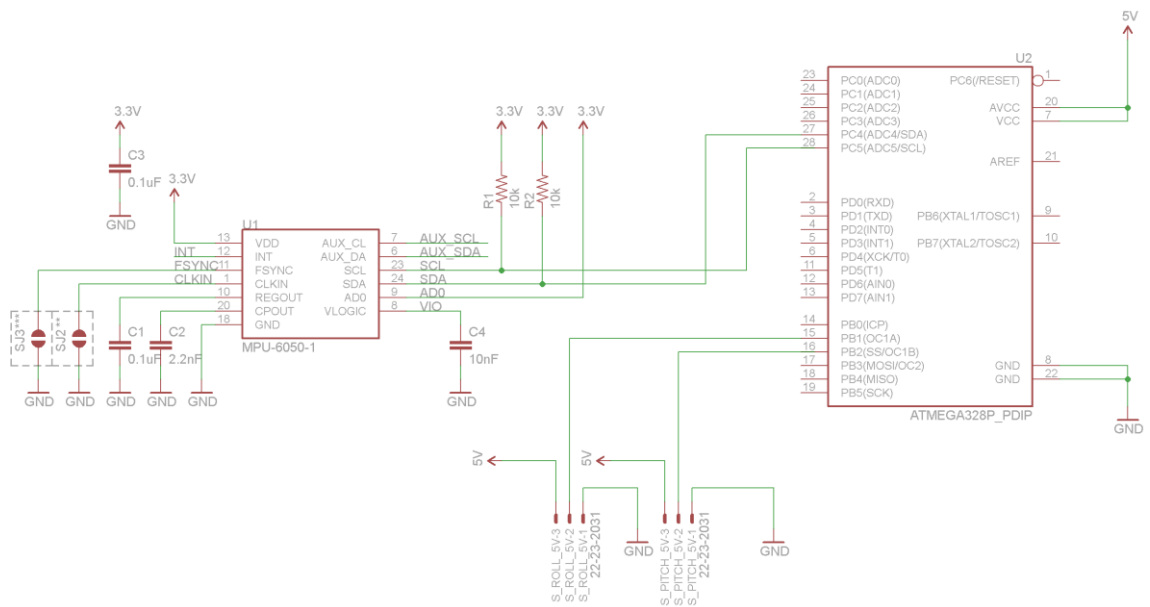 5V
U2
23 PC0(ADC0) PC6(/RESET) 1
24 PC1(ADC1)
25 PC2(ADC2) AVCC 20
26 PC3(ADC3) VCC 7
27 PC4(ADC4/SDA)
28 PC5(ADC5/SCL)
AREF 21
2 PD0(RXD)
3 PD1(TXD) PB6(XTAL1/TOSC1) 9
4 PD2(INT0)
5 PD3(INT1) PB7(XTAL2/TOSC2) 10
6 PD4(XCK/T0)
11 PD5(T1)
12 PD6(AIN0)
13 PD7(AIN1)
14 PB0(ICP)
15 PB1(OC1A)
16 PB2(SS/OC1B)
17 PB3(MOSI/OC2) GND 8
18 PB4(MISO) GND 22
19 PB5(SCK)
ATMEGA328P_PDIP
GND
3.3V
C3
0.1uF
GND
3.3V
3.3V 3.3V 3.3V
R1
10k
R2
10k
U1
13 VDD AUX_CL 7 AUX_SCL
INT 12 INT AUX_DA 6 AUX_SDA
FSYNC 11 FSYNC SCL 23 SCL
CLKIN 1 CLKIN SDA 24 SDA
10 REGOUT AD0 9 AD0
20 CPOUT VLOGIC 8 VIO
18 GND
MPU-6050-1
SJ3***
SJ2**
C1
0.1uF
C2
2.2nF
C4
10nF
GND GND GND GND GND GND
5V
5V
S_ROLL_5V-3
S_ROLL_5V-2
S_ROLL_5V-1
22-23-2031
GND
S_PITCH_5V-3
S_PITCH_5V-2
S_PITCH_5V-1
22-23-2031
GND